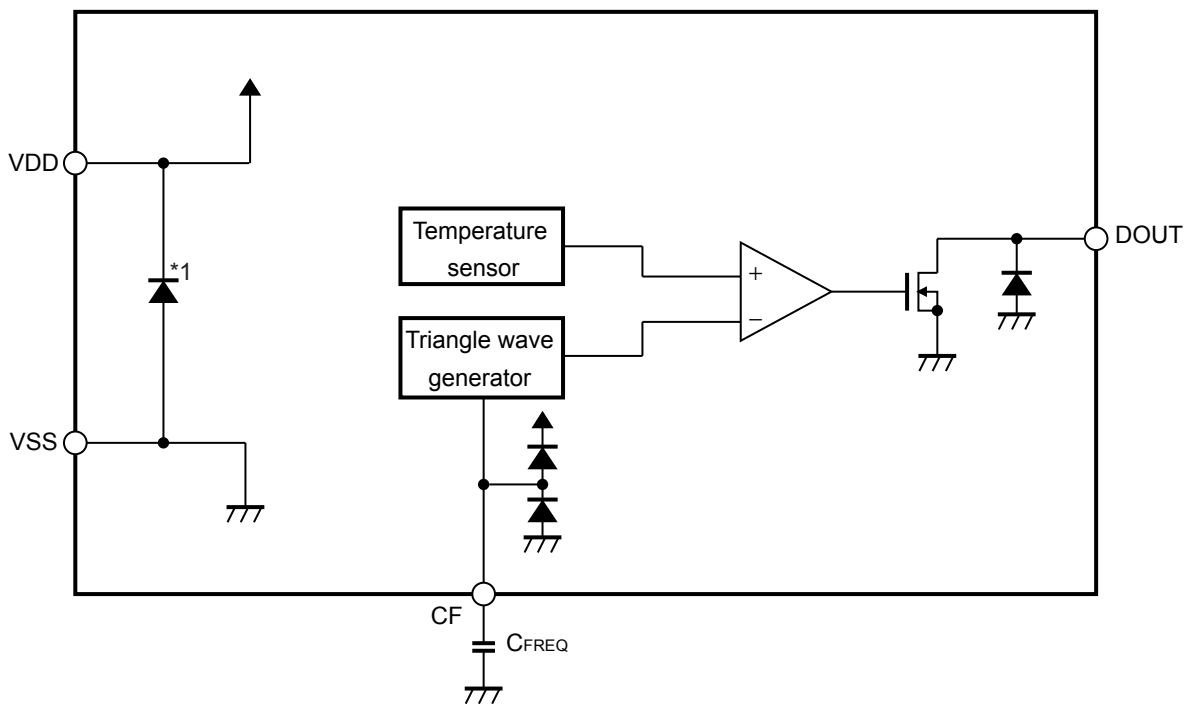 VDD
*1
VSS
Temperature
sensor
Triangle wave
generator
+
−
DOUT
CF
CFREQ